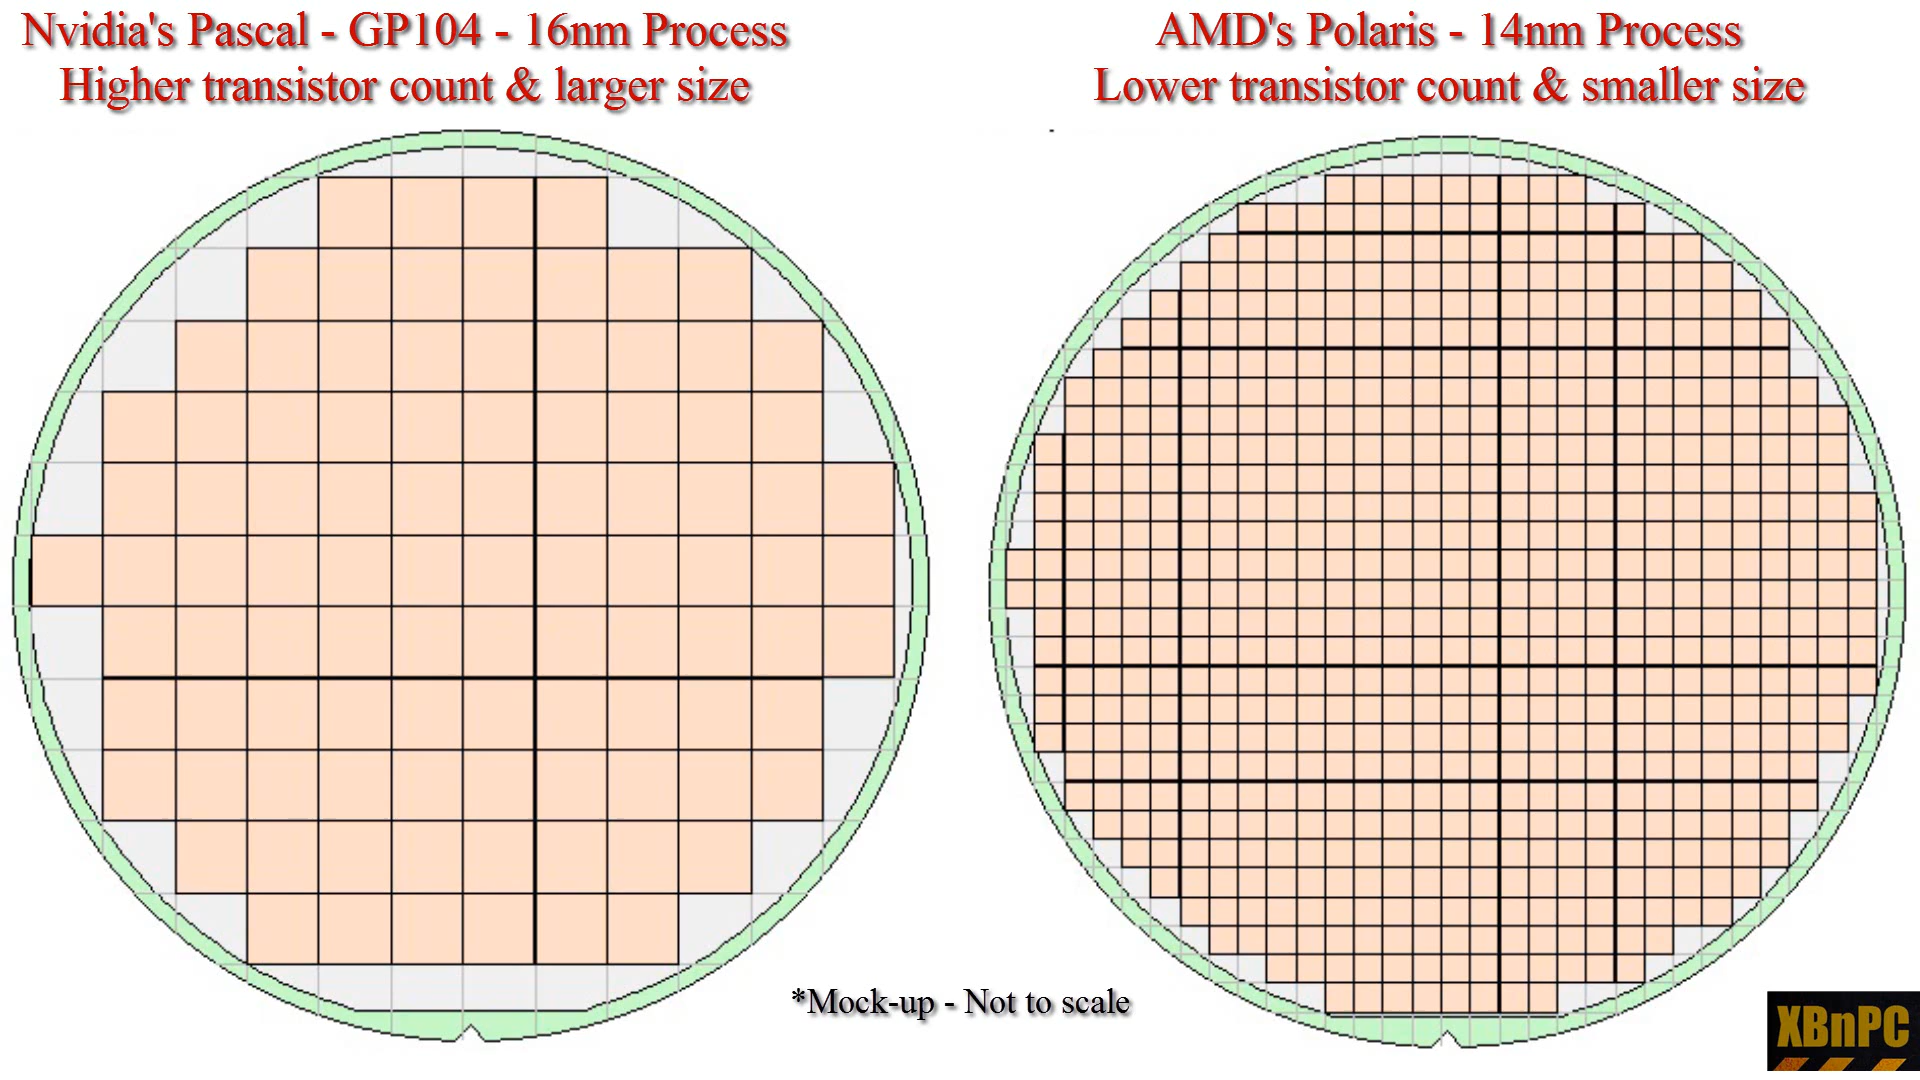 Nvidia's Pascal - GP104 - 16nm Process
Higher transistor count & larger size
AMD's Polaris - 14nm Process
Lower transistor count & smaller size
*Mock-up - Not to scale
XBnPC